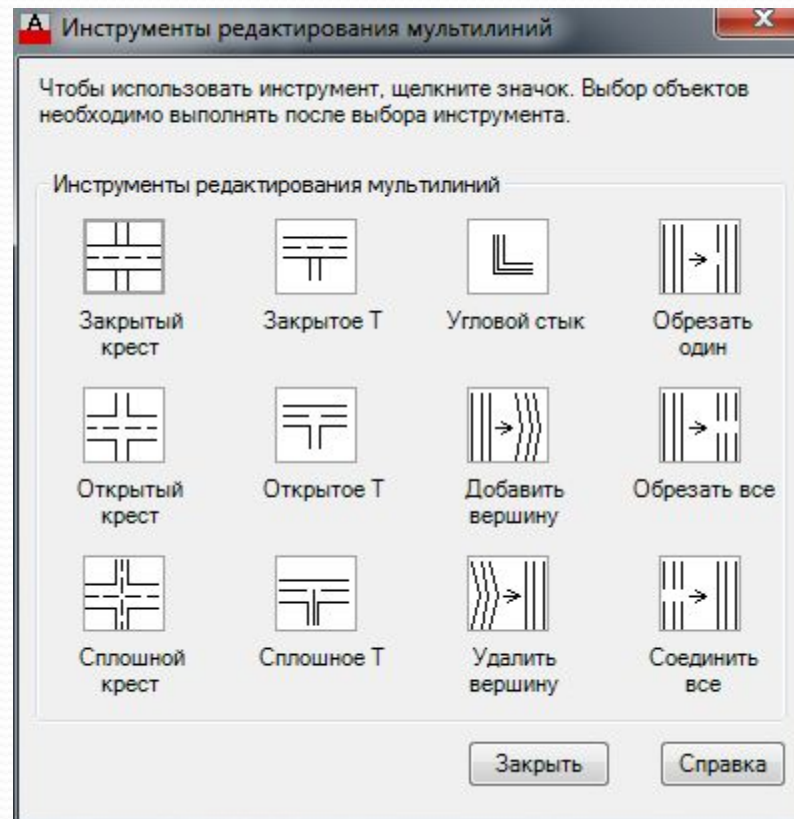 Инструменты редактирования мультилиний
Чтобы использовать инструмент, щелкните значок. Выбор объектов
необходимо выполнять после выбора инструмента.
Инструменты редактирования мультилиний
Закрытый
крест
Закрытое Т
Угловой стык
Обрезать
один
Открытый
крест
Открытое Т
Добавить
вершину
Обрезать все
Сплошной
крест
Сплошное Т
Удалить
вершину
Соединить
все
Закрыть
Справка